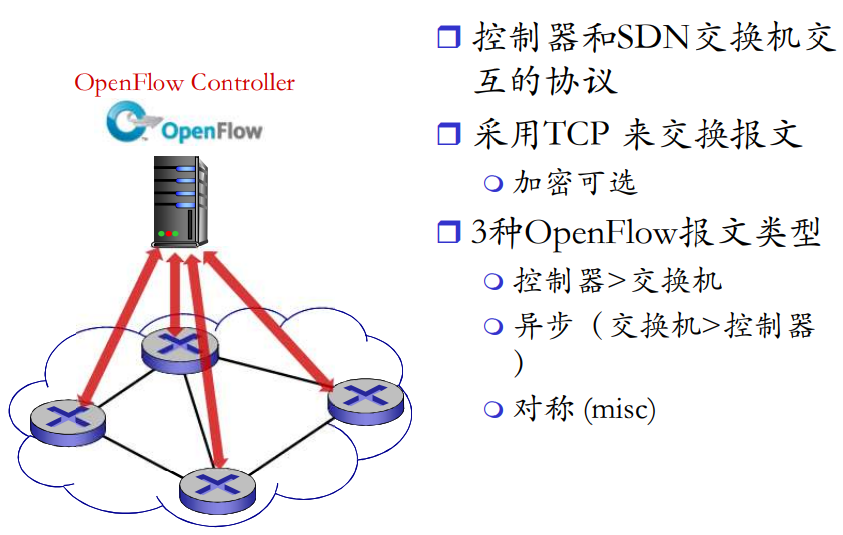 OpenFlow Controller
OpenFlow
控制器和SDN交换机交
互的协议
采用TCP 来交换报文
加密可选
3种OpenFlow报文类型
控制器>交换机
异步（交换机>控制器
）
对称 (misc)